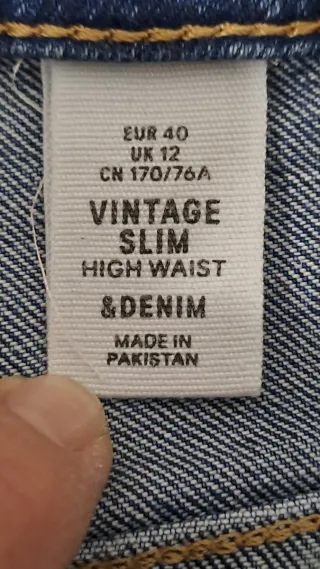 EUR 40
UK 12
CN 170/76A
VINTAGE
SLIM
HIGH WAIST
&DENIM
MADE IN
PAKISTAN